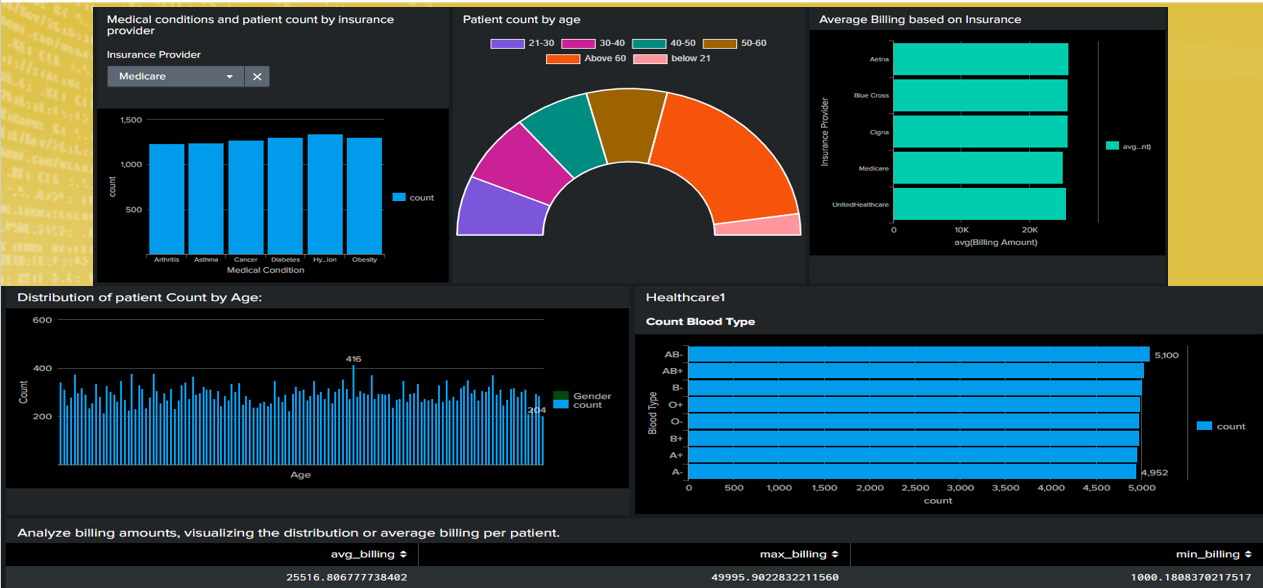 Medical conditions and patient count by insurance
provider
Insurance Provider
Medicare
1,500
1,000
500
count
Arthritis Asthma Cancer Diabetes Hy...ion Obesity
Medical Condition
count
Patient count by age
21-30 30-40 40-50 50-60
Above 60 below 21
Average Billing based on Insurance
Insurance Provider
Aetna
Blue Cross
Cigna
Medicare
UnitedHealthcare
0 10K 20K
avg(Billing Amount)
avg...nt)
Distribution of patient Count by Age:
600
400
200
Count
416
204
Age
Gender
count
Healthcare1
Count Blood Type
Blood Type
AB-
AB+
B-
O+
O-
B+
A+
A-
5,100
4,952
0 500 1,000 1,500 2,000 2,500 3,000 3,500 4,000 4,500 5,000
count
count
Analyze billing amounts, visualizing the distribution or average billing per patient.
avg_billing max_billing min_billing
25516.806777738402 49995.9022832211560 1000.1808370217517